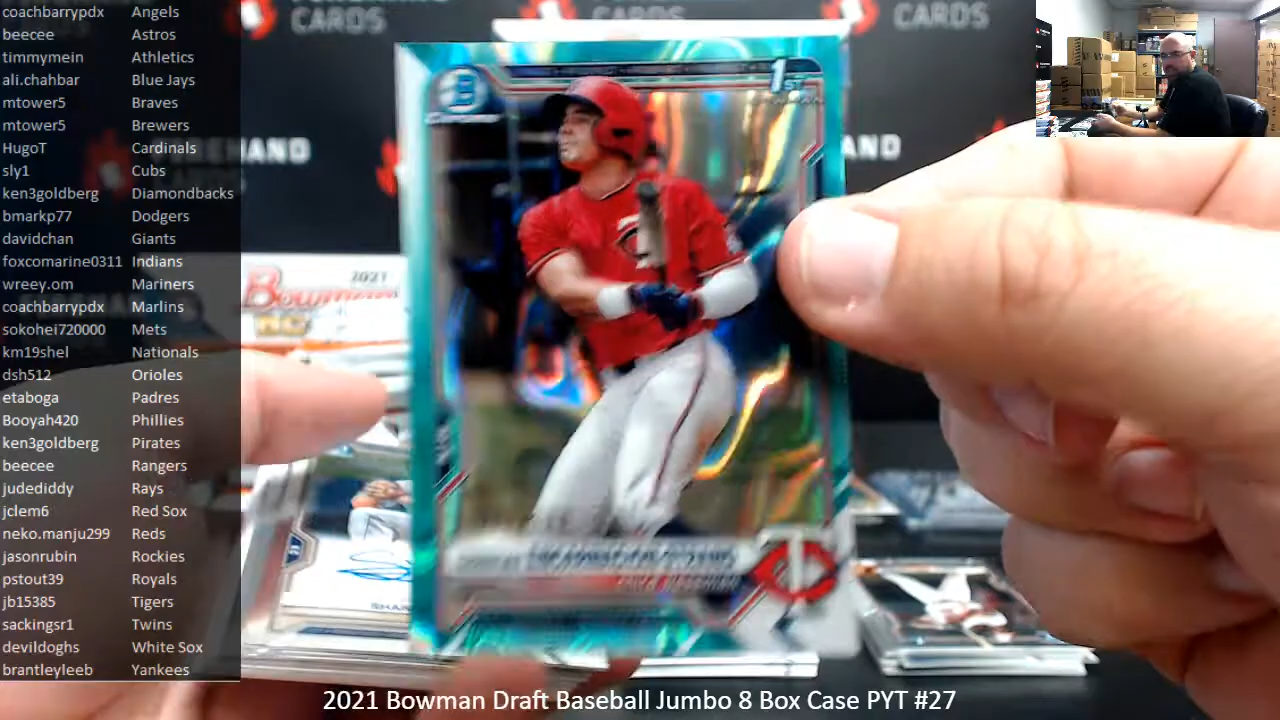 coachbarrypdx Angels
beecee Astros
timmymein Athletics
ali.chahbar Blue Jays
mtower5 Braves
mtower5 Brewers
HugoT Cardinals
sly1 Cubs
ken3goldberg Diamondbacks
bmarkp77 Dodgers
davidchan Giants
foxcomarine0311 Indians
wreey.om Mariners
coachbarrypdx Marlins
sokohei720000 Mets
km19shel Nationals
dsh512 Orioles
etaboga Padres
Booyah420 Phillies
ken3goldberg Pirates
beecee Rangers
judediddy Rays
jclem6 Red Sox
neko.manju299 Reds
jasonrubin Rockies
pstout39 Royals
jb15385 Tigers
sackingsr1 Twins
devildoghs White Sox
brantleyleeb Yankees
CARDS
CARDS
1ST
B
2021
Bowman
2021 Bowman Draft Baseball Jumbo 8 Box Case PYT #27